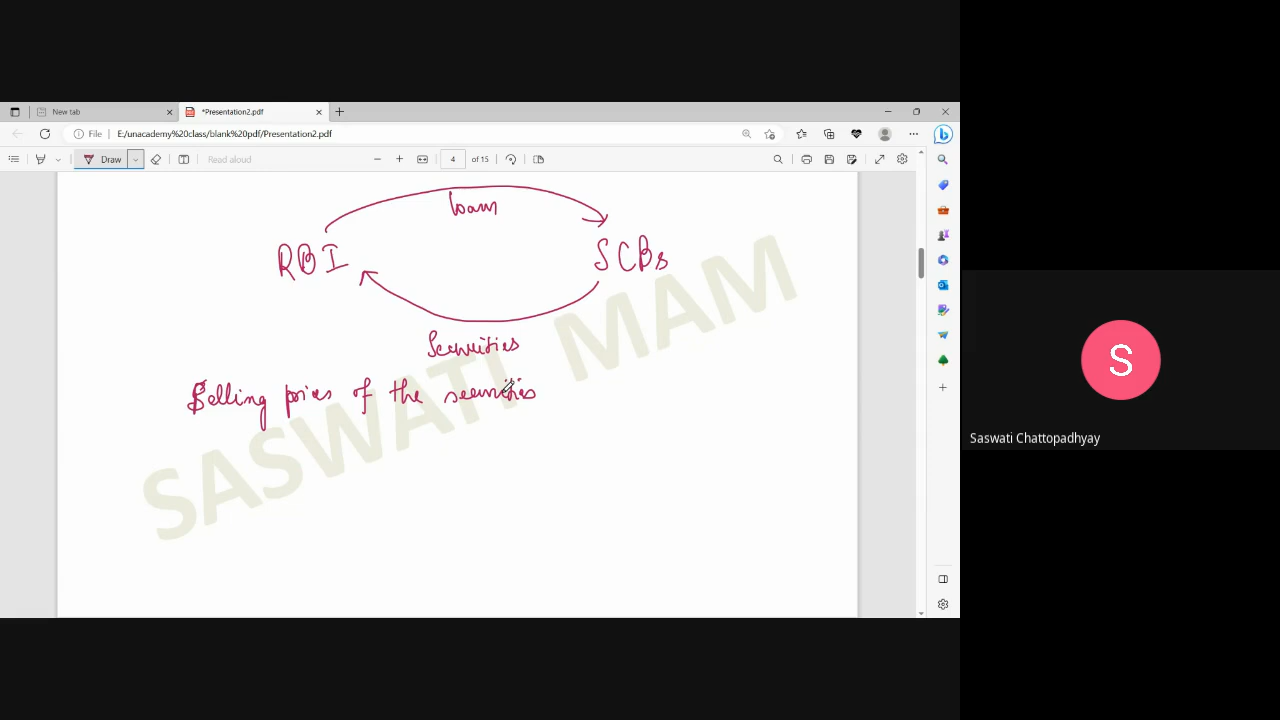 New tab
*Presentation2.pdf
File
E:/unacademy%20class/blank%20pdf/Presentation2.pdf
Draw
Read aloud
4 of 15
loan
RBI
SCBs
Securities
Selling prices of the securities
SASWATI MAM
S
Saswati Chattopadhyay